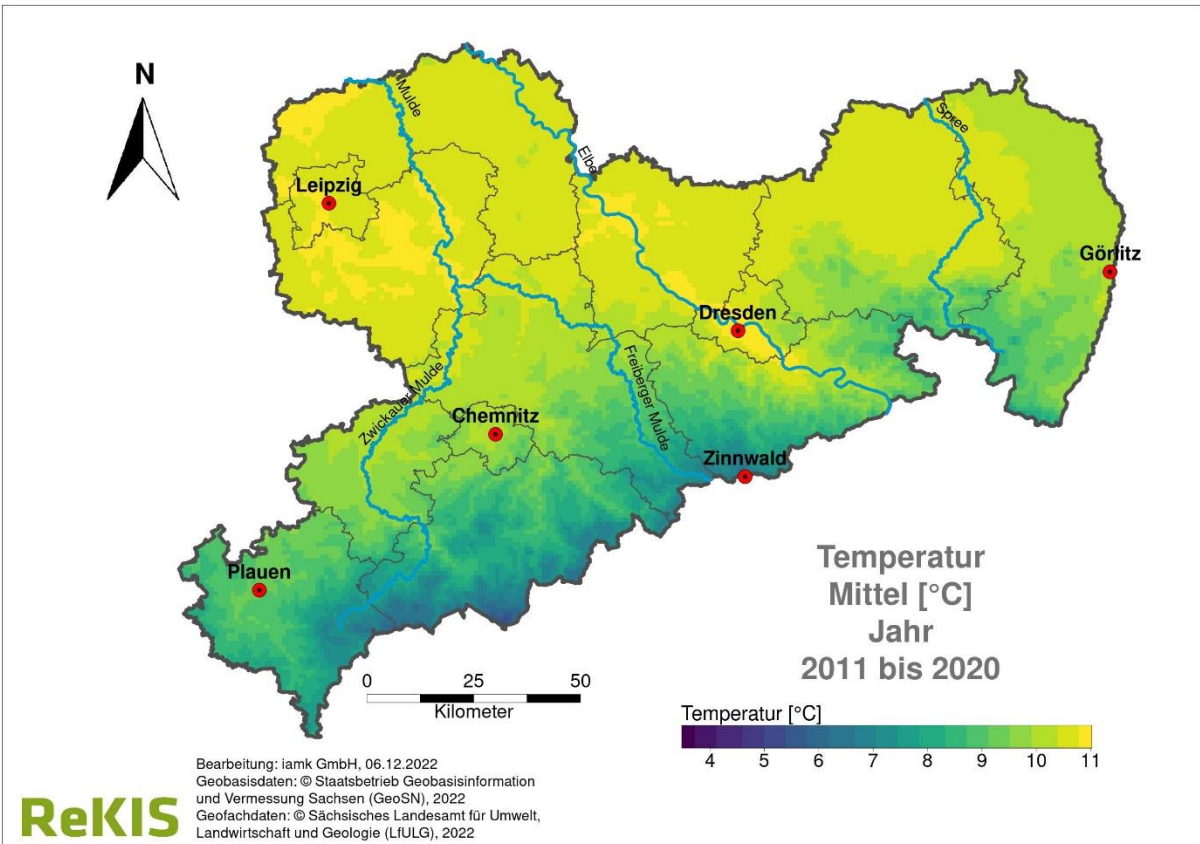 N
Mulde
Elbe
Spree
Leipzig
Görlitz
Dresden
Freiberger Mulde
Zwickauer Mulde
Chemnitz
Zinnwald
Plauen
Temperatur
Mittel [°C]
Jahr
2011 bis 2020
0 25 50
Kilometer
Temperatur [°C]
4 5 6 7 8 9 10 11
Bearbeitung: iamk GmbH, 06.12.2022
Geobasisdaten: © Staatsbetrieb Geobasisinformation
und Vermessung Sachsen (GeoSN), 2022
Geofachdaten: © Sächsisches Landesamt für Umwelt,
Landwirtschaft und Geologie (LfULG), 2022
ReKIS